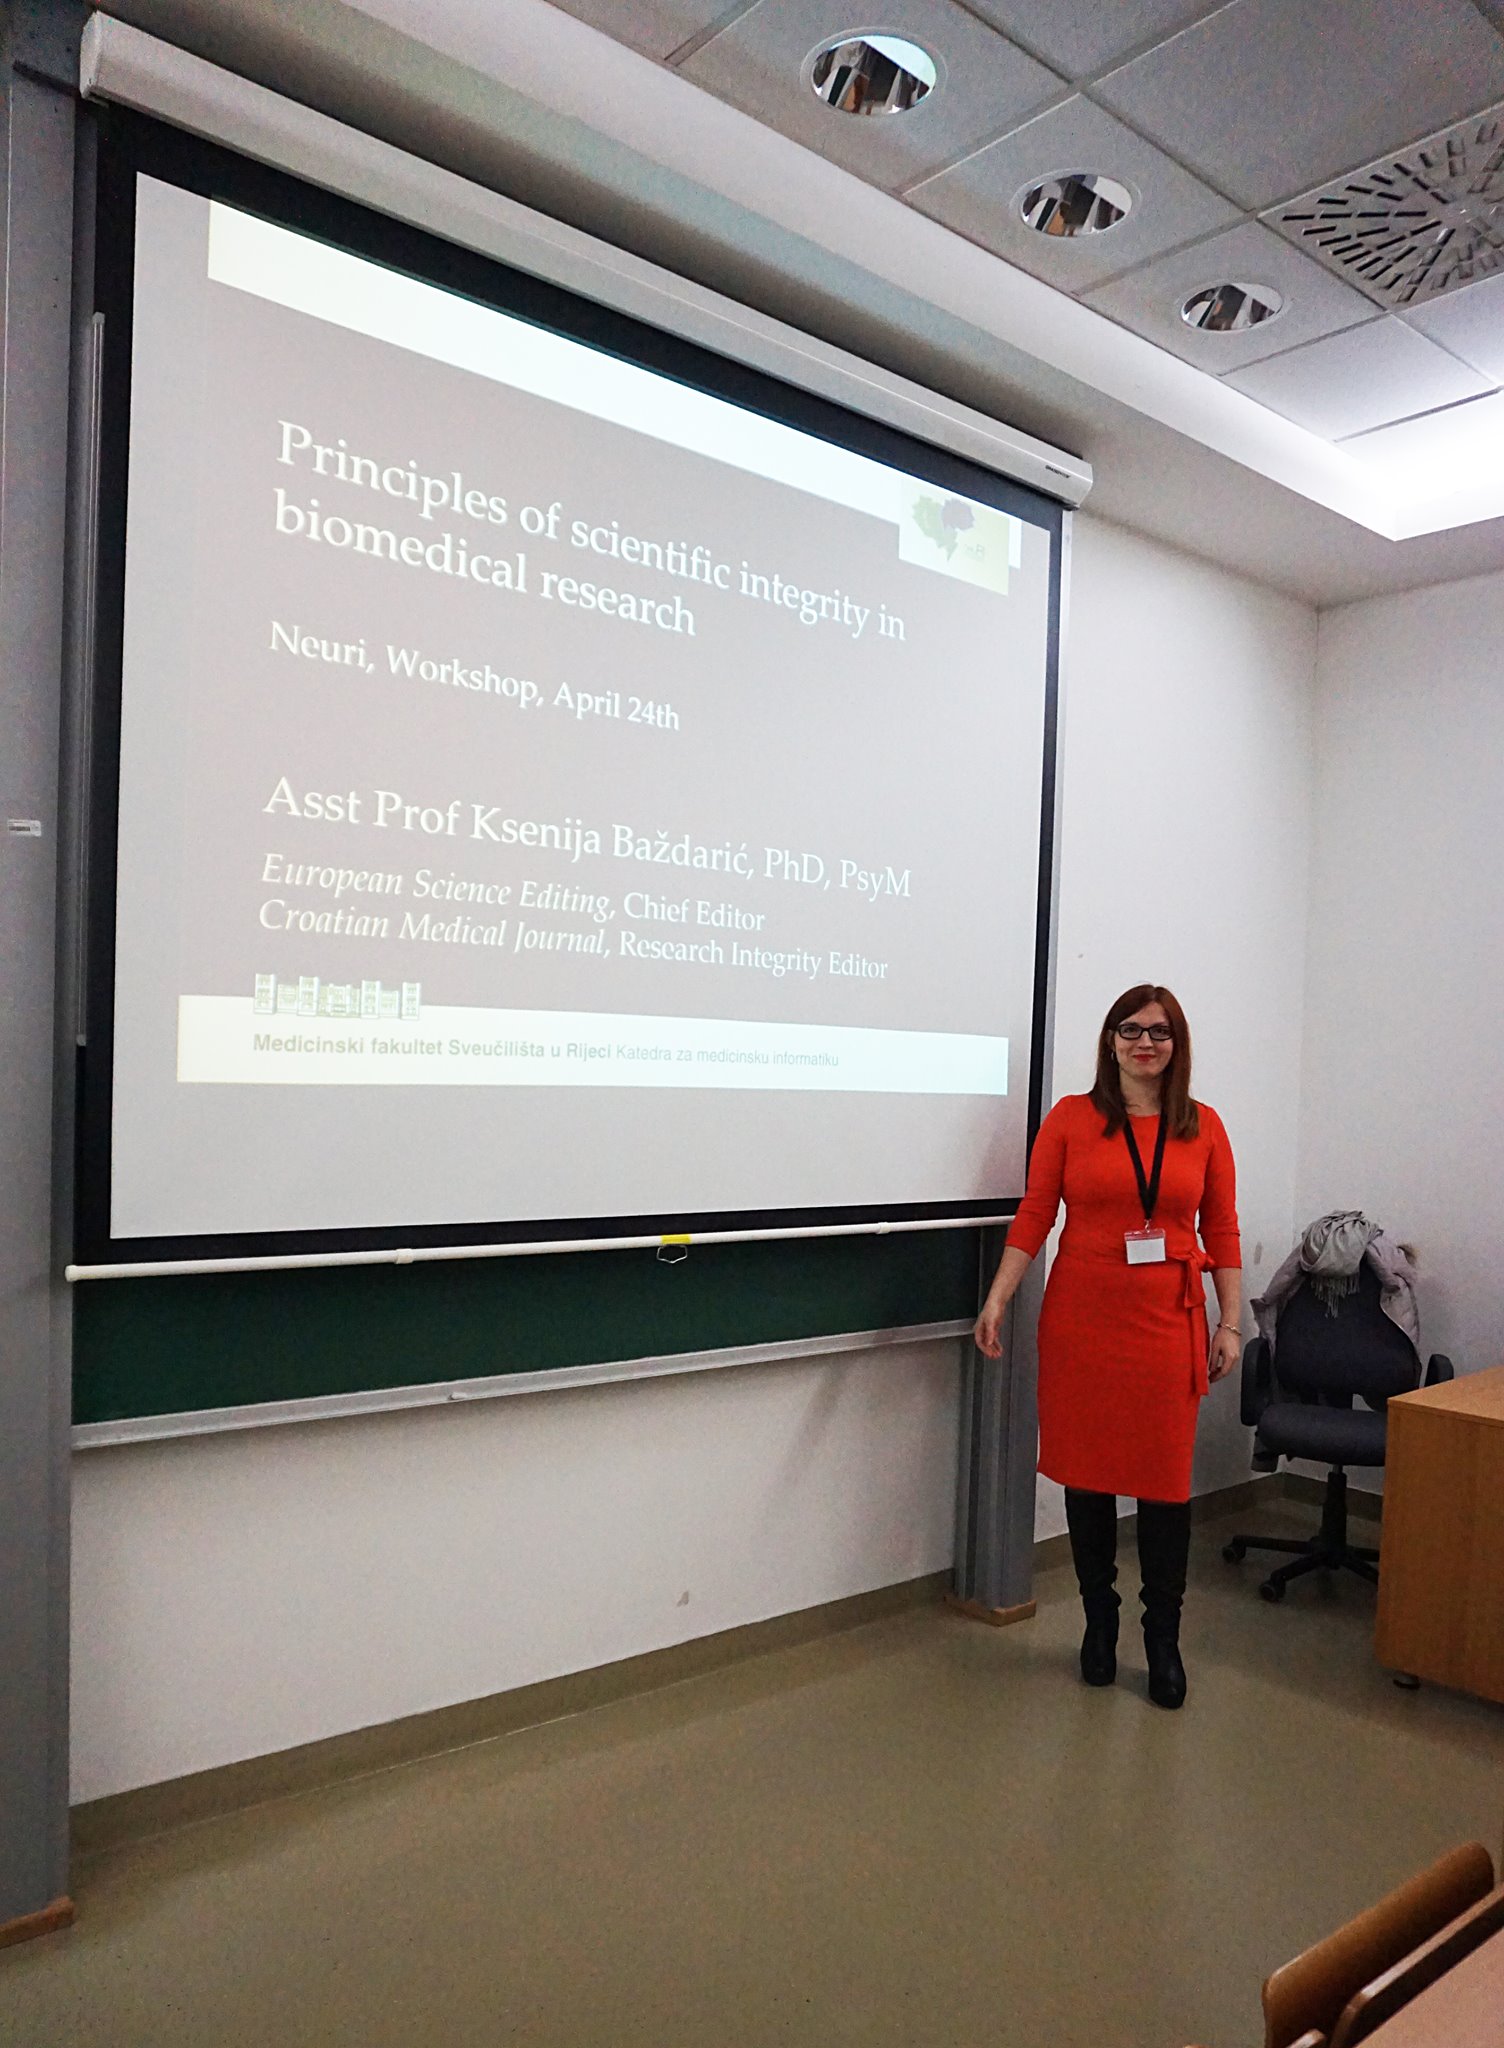 Principles of scientific integrity in
biomedical research
Neuri, Workshop, April 24th
Asst Prof Ksenija Baždarić, PhD, PsyM
European Science Editing, Chief Editor
Croatian Medical Journal, Research Integrity Editor
Medicinski fakultet Sveučilišta u Rijeci Katedra za medicinsku informatiku